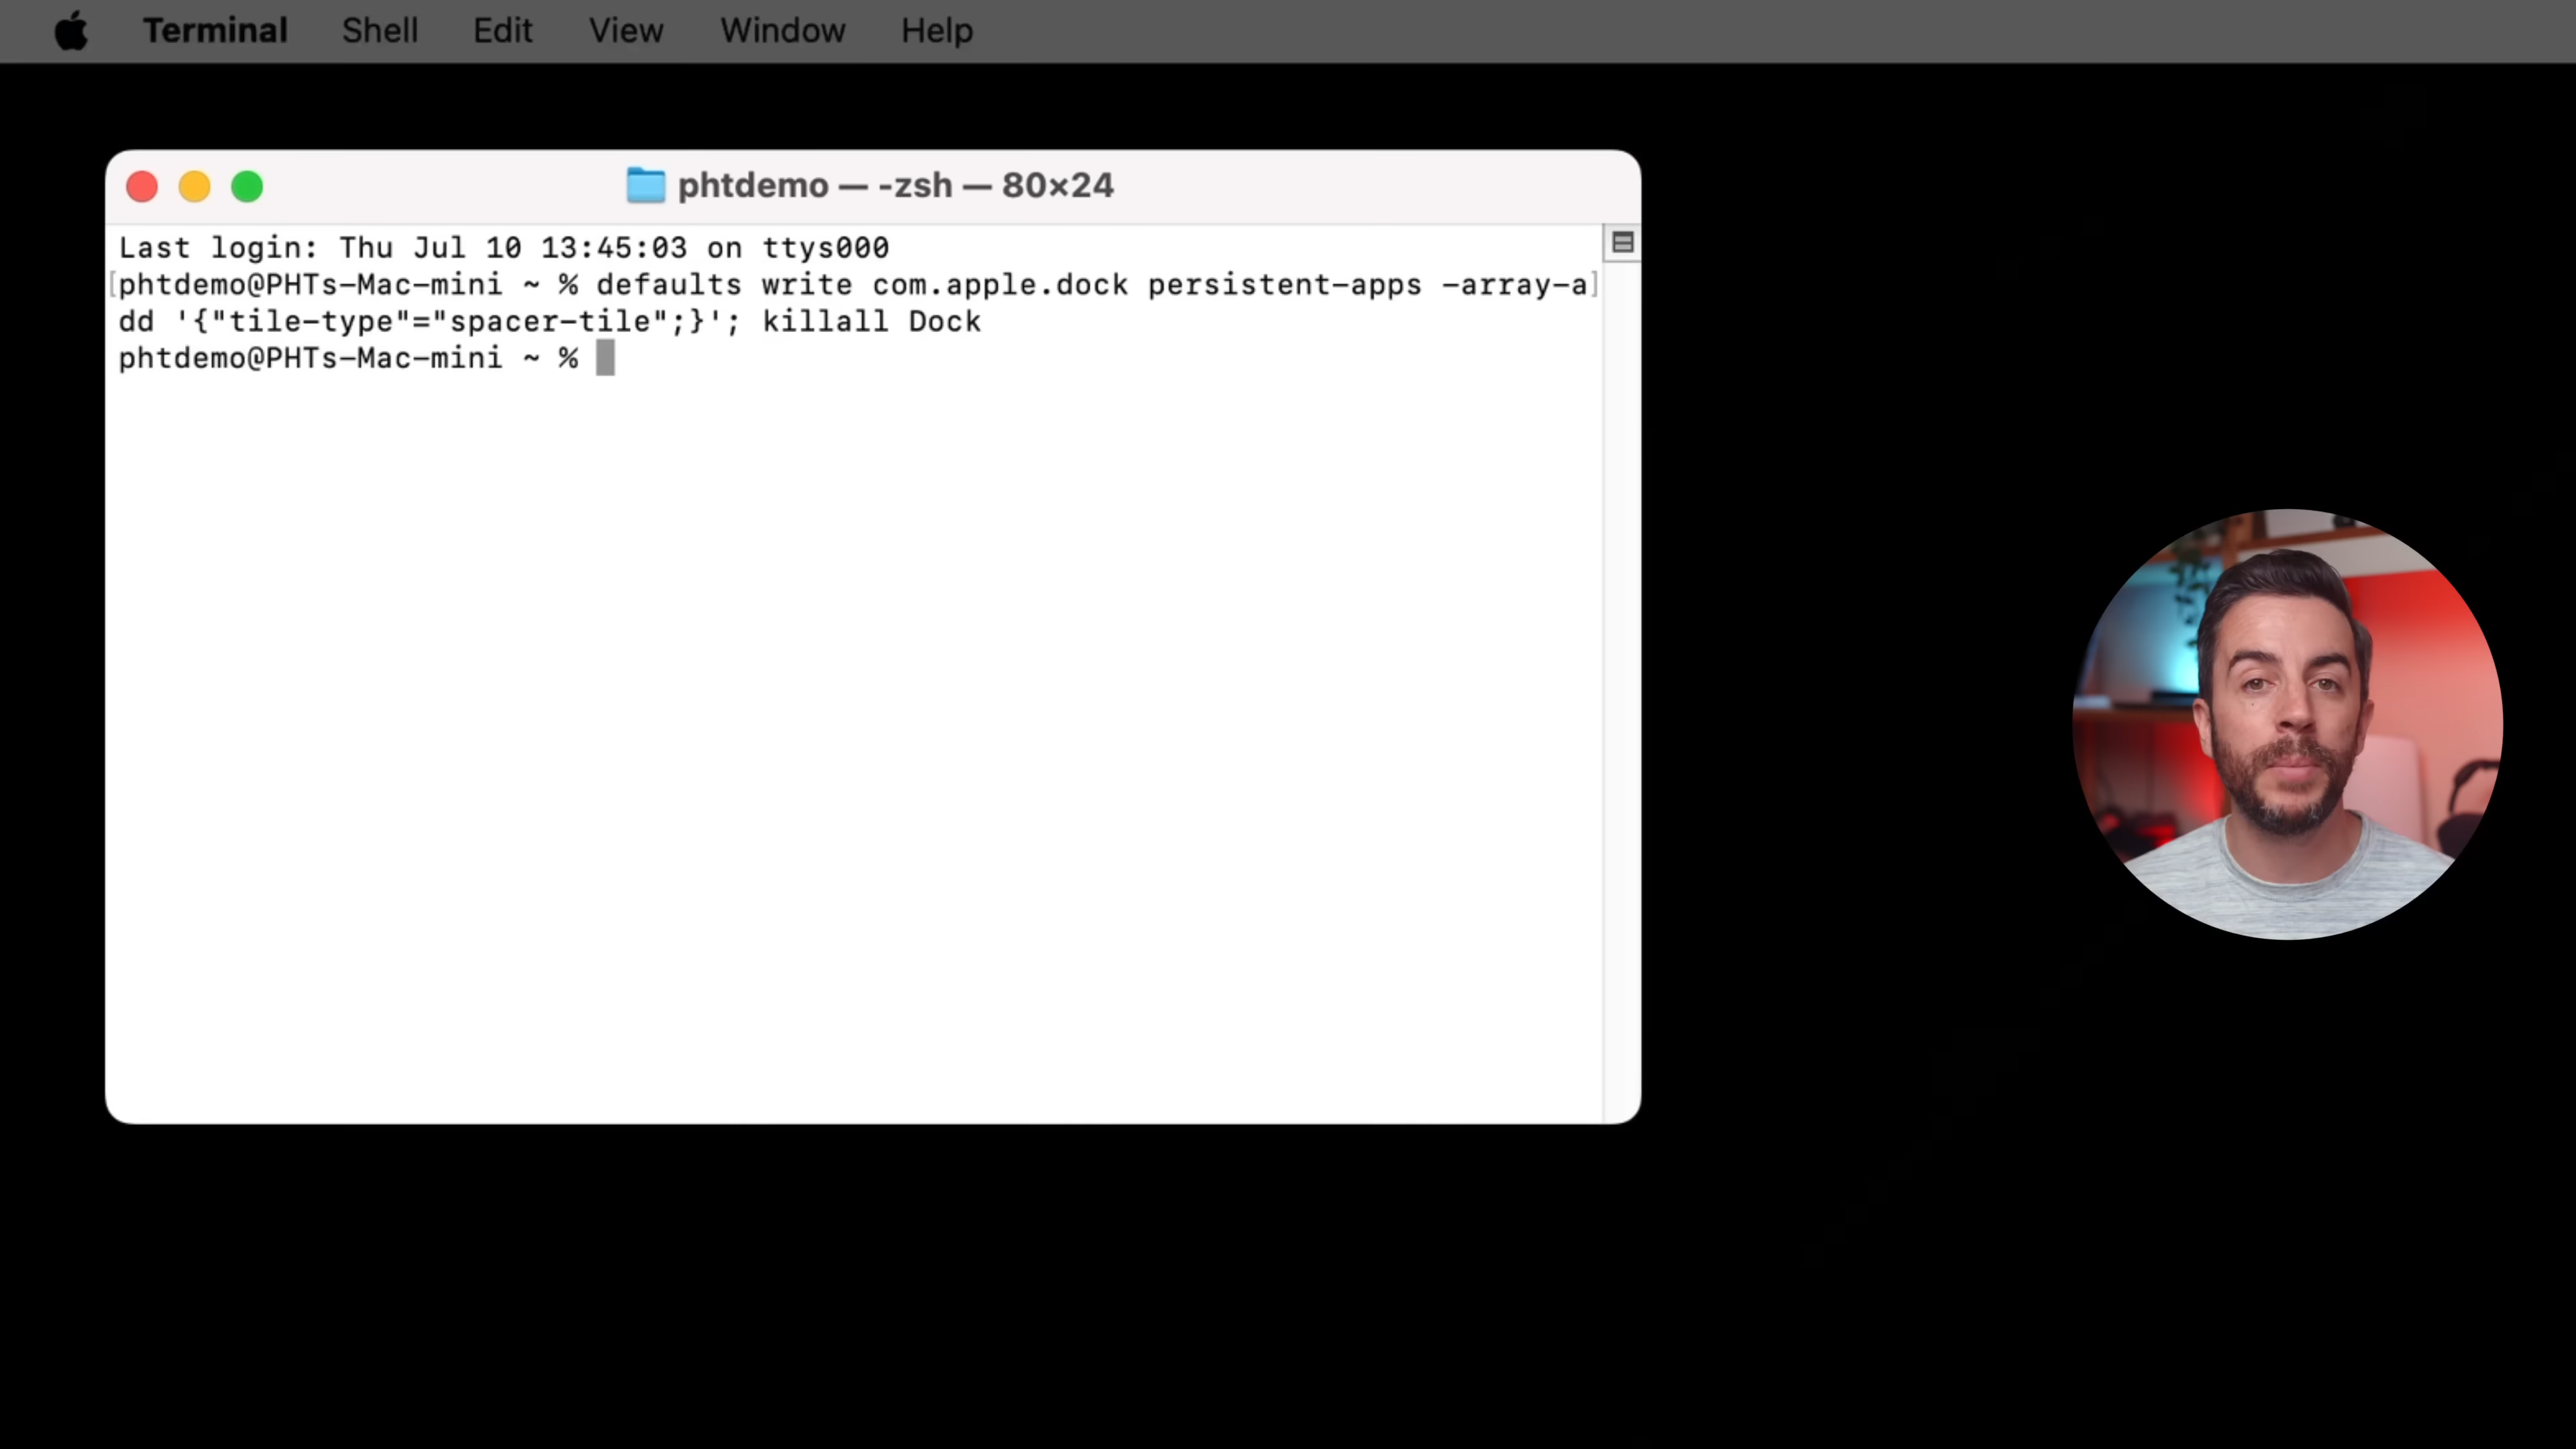 Terminal Shell Edit View Window Help
phtdemo — -zsh — 80×24
Last login: Thu Jul 10 13:45:03 on ttys000
[phtdemo@PHTs-Mac-mini ~ % defaults write com.apple.dock persistent-apps -array-a]
dd '{"tile-type"="spacer-tile";}'; killall Dock
phtdemo@PHTs-Mac-mini ~ %